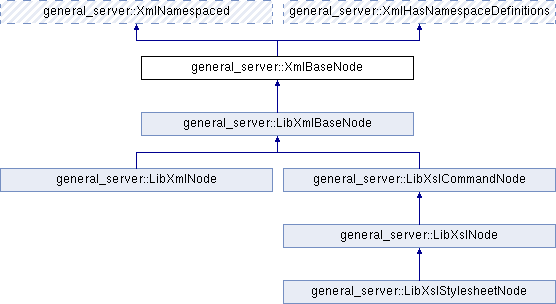 general_server::XmlNamespaced
general_server::XmlHasNamespaceDefinitions
general_server::XmlBaseNode
general_server::LibXmlBaseNode
general_server::LibXmlNode
general_server::LibXslCommandNode
general_server::LibXslNode
general_server::LibXslStylesheetNode